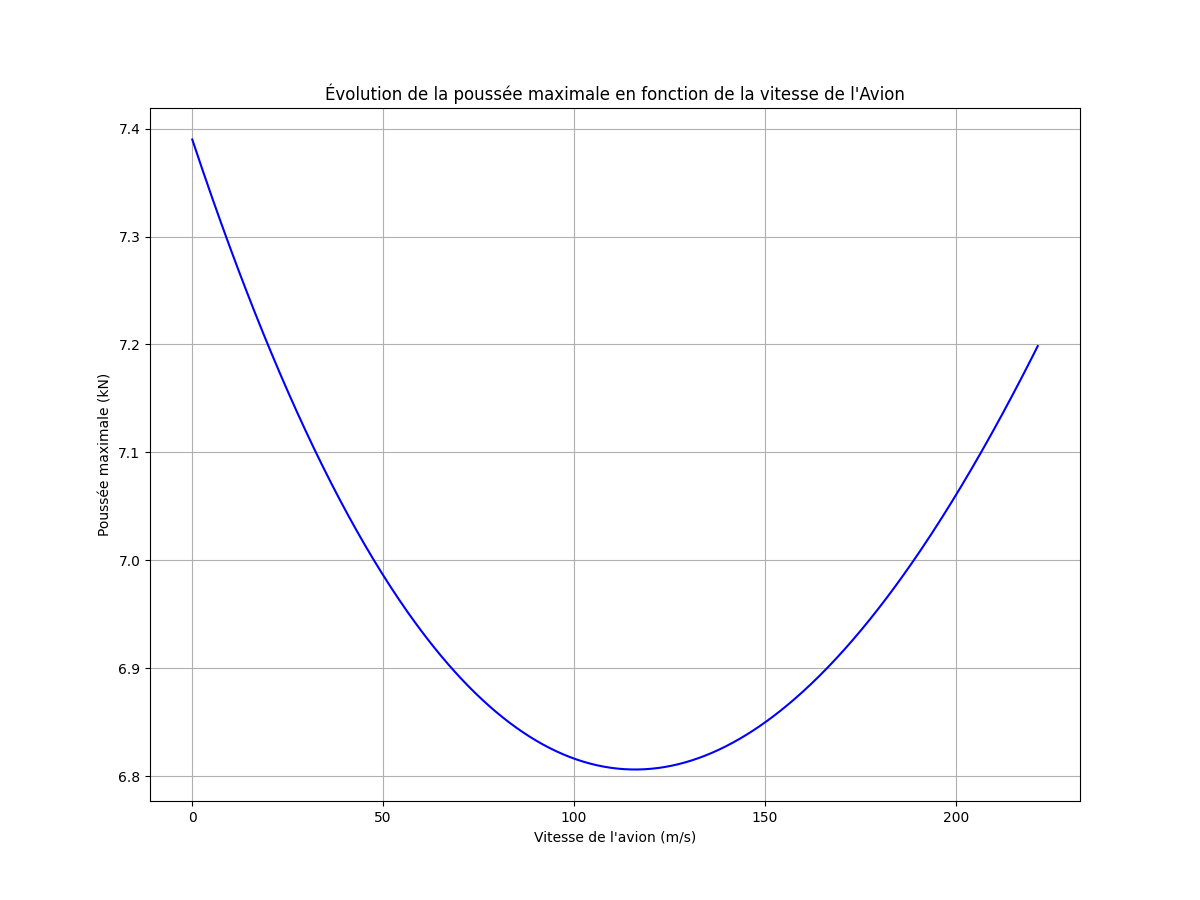 Évolution de la poussée maximale en fonction de la vitesse de l'Avion
7.4
7.3
7.2
7.1
7.0
6.9
6.8
Poussée maximale (kN)
0 50 100 150 200
Vitesse de l'avion (m/s)